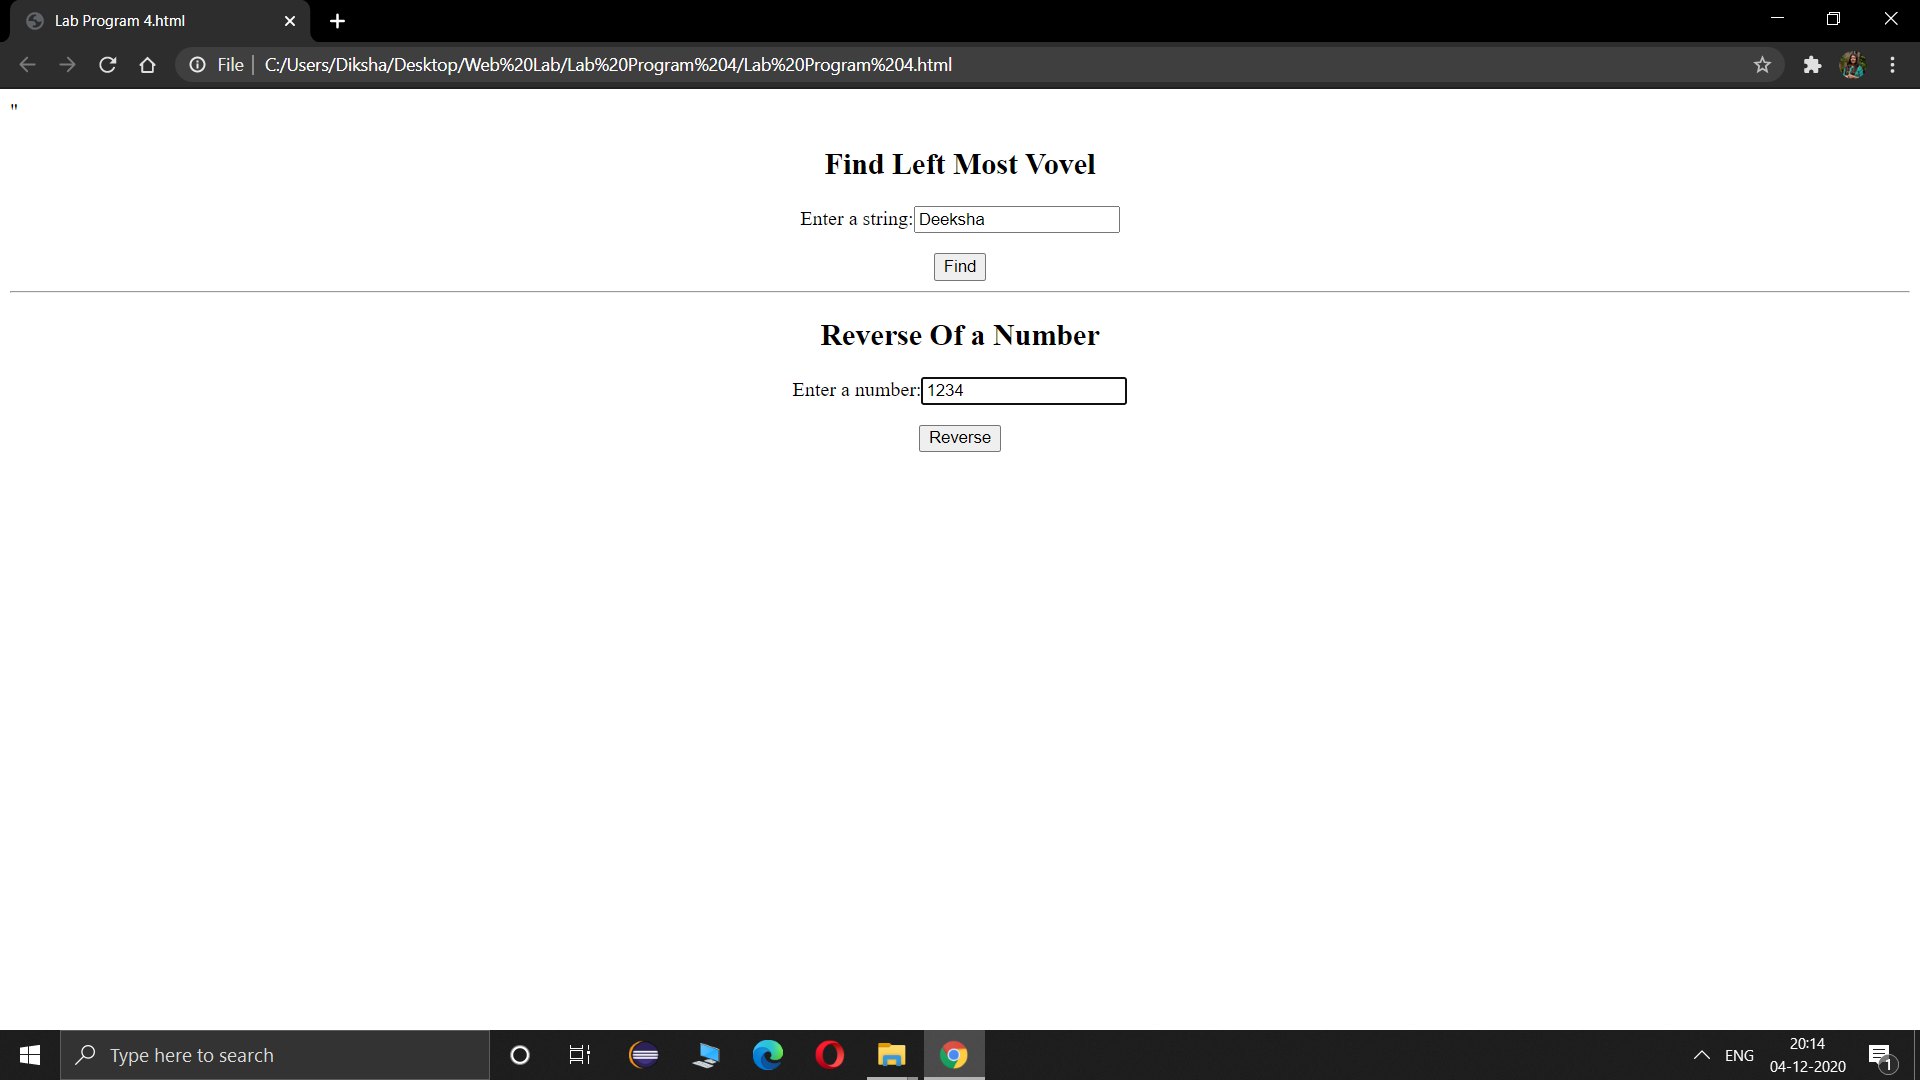 Lab Program 4.html
File | C:/Users/Diksha/Desktop/Web%20Lab/Lab%20Program%204/Lab%20Program%204.html
"
Find Left Most Vovel
Enter a string: Deeksha
Find
Reverse Of a Number
Enter a number: 1234
Reverse
Type here to search
ENG
20:14
04-12-2020
1